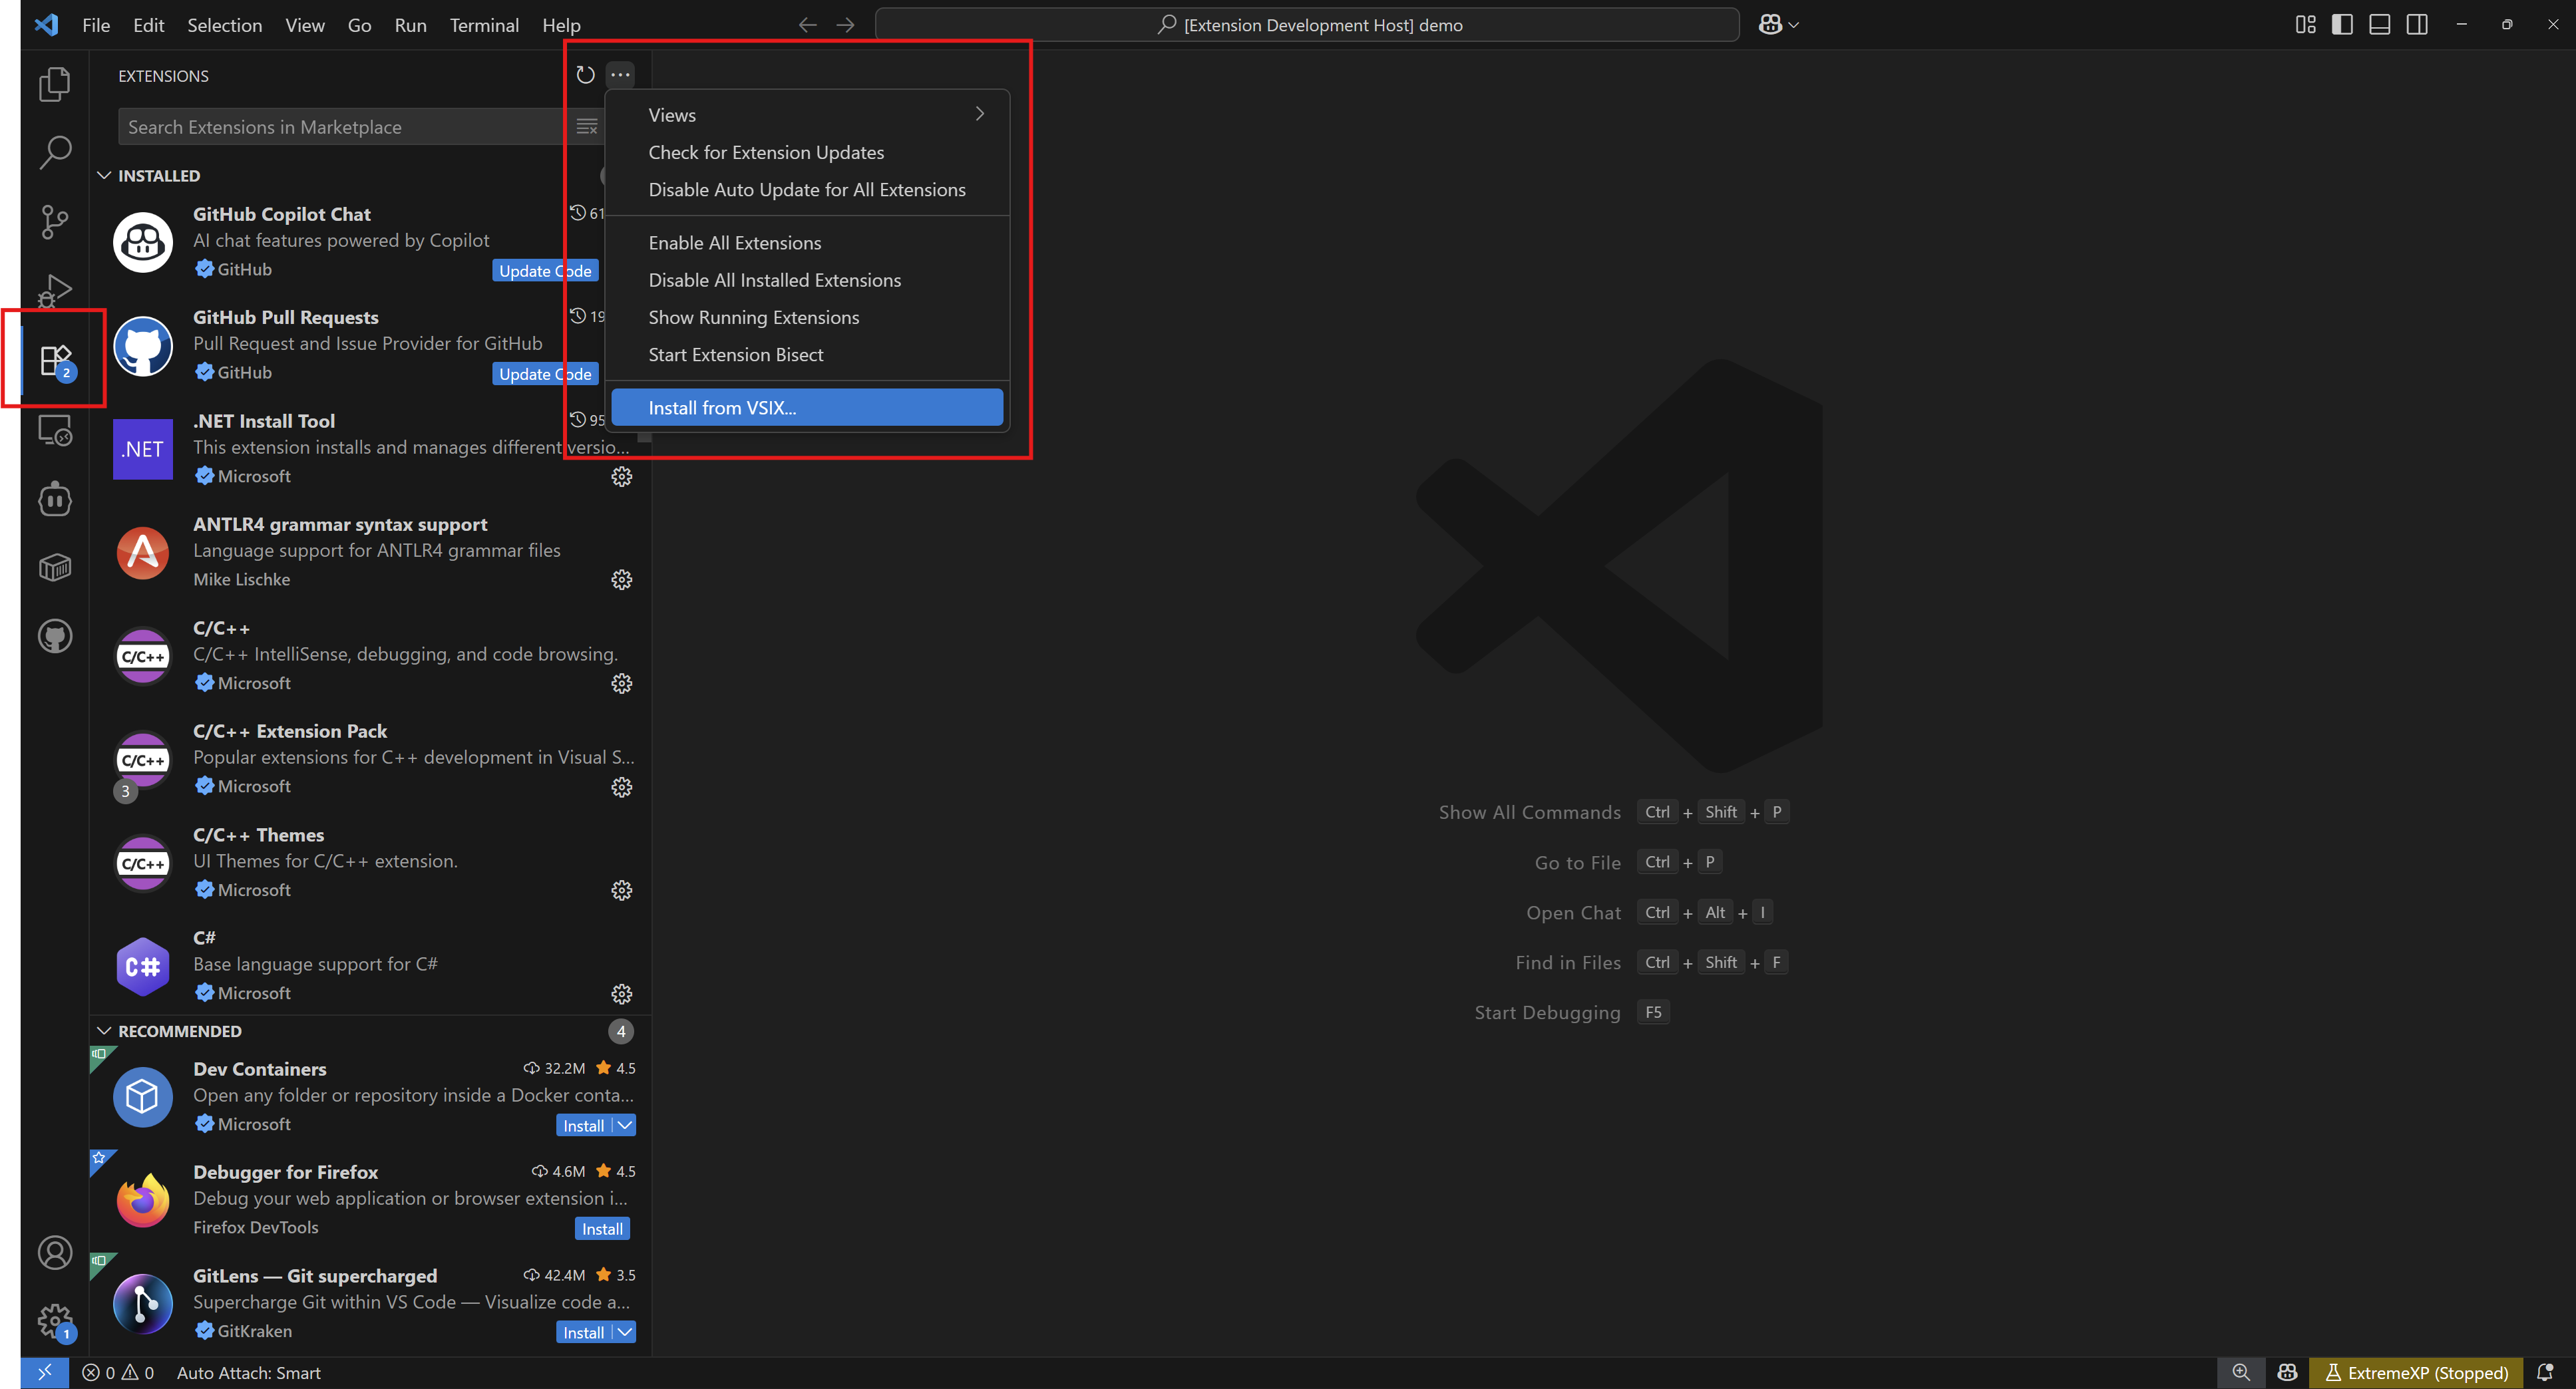 File Edit Selection View Go Run Terminal Help
[Extension Development Host] demo
EXTENSIONS
Search Extensions in Marketplace
INSTALLED
GitHub Copilot Chat
61
AI chat features powered by Copilot
GitHub
Update Code
GitHub Pull Requests
19
Pull Request and Issue Provider for GitHub
GitHub
Update Code
2
.NET
.NET Install Tool
95
This extension installs and manages different versio...
Microsoft
ANTLR4 grammar syntax support
Language support for ANTLR4 grammar files
Mike Lischke
C/C++
C/C++
C/C++ IntelliSense, debugging, and code browsing.
Microsoft
C/C++
3
C/C++ Extension Pack
Popular extensions for C++ development in Visual S...
Microsoft
C/C++
C/C++ Themes
UI Themes for C/C++ extension.
Microsoft
C#
C#
Base language support for C#
Microsoft
RECOMMENDED
4
Dev Containers
32.2M 4.5
Open any folder or repository inside a Docker conta...
Microsoft
Install
Debugger for Firefox
4.6M 4.5
Debug your web application or browser extension i...
Firefox DevTools
Install
GitLens — Git supercharged
42.4M 3.5
Supercharge Git within VS Code — Visualize code a...
GitKraken
Install
1
Views
Check for Extension Updates
Disable Auto Update for All Extensions
Enable All Extensions
Disable All Installed Extensions
Show Running Extensions
Start Extension Bisect
Install from VSIX...
Show All Commands Ctrl + Shift + P
Go to File Ctrl + P
Open Chat Ctrl + Alt + I
Find in Files Ctrl + Shift + F
Start Debugging F5
0 0 Auto Attach: Smart
ExtremeXP (Stopped)